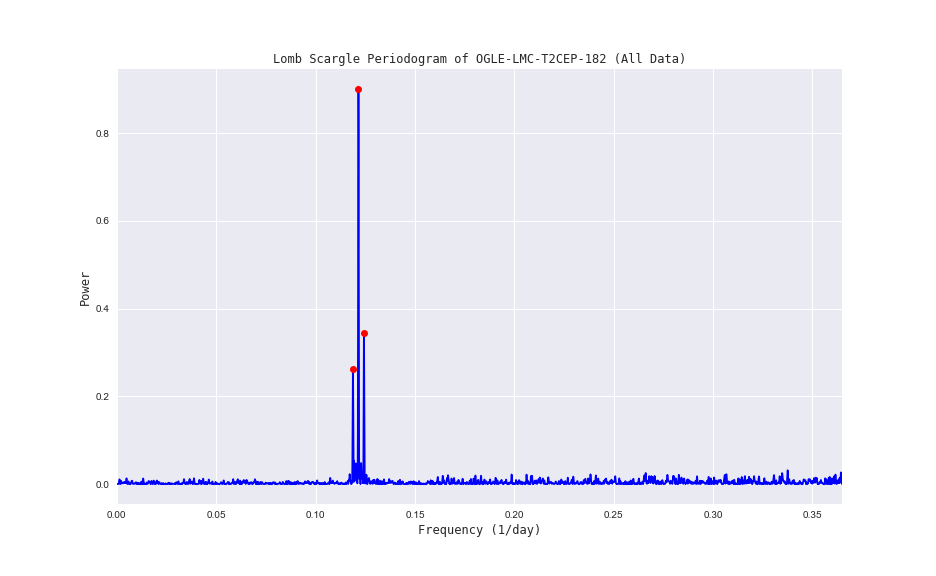 Lomb Scargle Periodogram of OGLE-LMC-T2CEP-182 (All Data)
0.8
0.6
0.4
0.2
0.0
Power
0.00 0.05 0.10 0.15 0.20 0.25 0.30 0.35
Frequency (1/day)